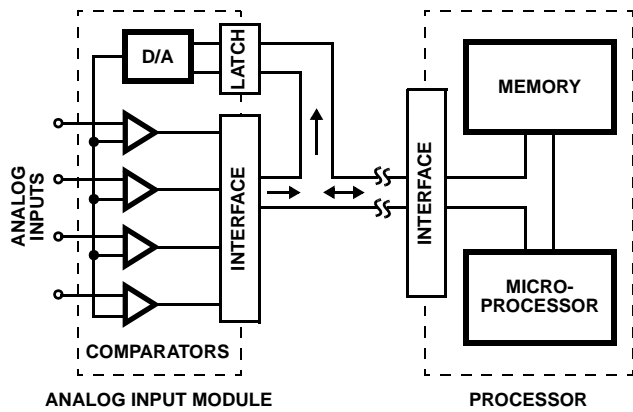 D/A
LATCH
MEMORY
ANALOG
INPUTS
INTERFACE
INTERFACE
MICRO-
PROCESSOR
COMPARATORS
ANALOG INPUT MODULE
PROCESSOR